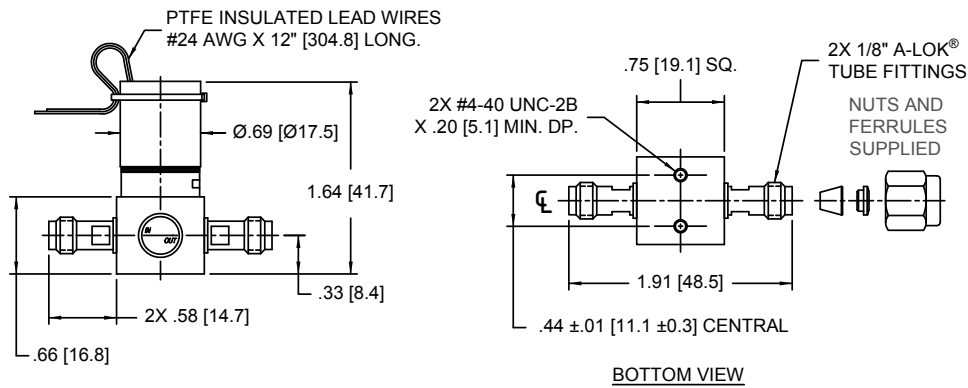 PTFE INSULATED LEAD WIRES
#24 AWG X 12" [304.8] LONG.
Ø.69 [Ø17.5]
1.64 [41.7]
IN
OUT
.33 [8.4]
2X .58 [14.7]
.66 [16.8]
.75 [19.1] SQ.
2X 1/8" A-LOK®
TUBE FITTINGS
2X #4-40 UNC-2B
X .20 [5.1] MIN. DP.
NUTS AND
FERRULES
SUPPLIED
CL
1.91 [48.5]
.44 ±.01 [11.1 ±0.3] CENTRAL
BOTTOM VIEW